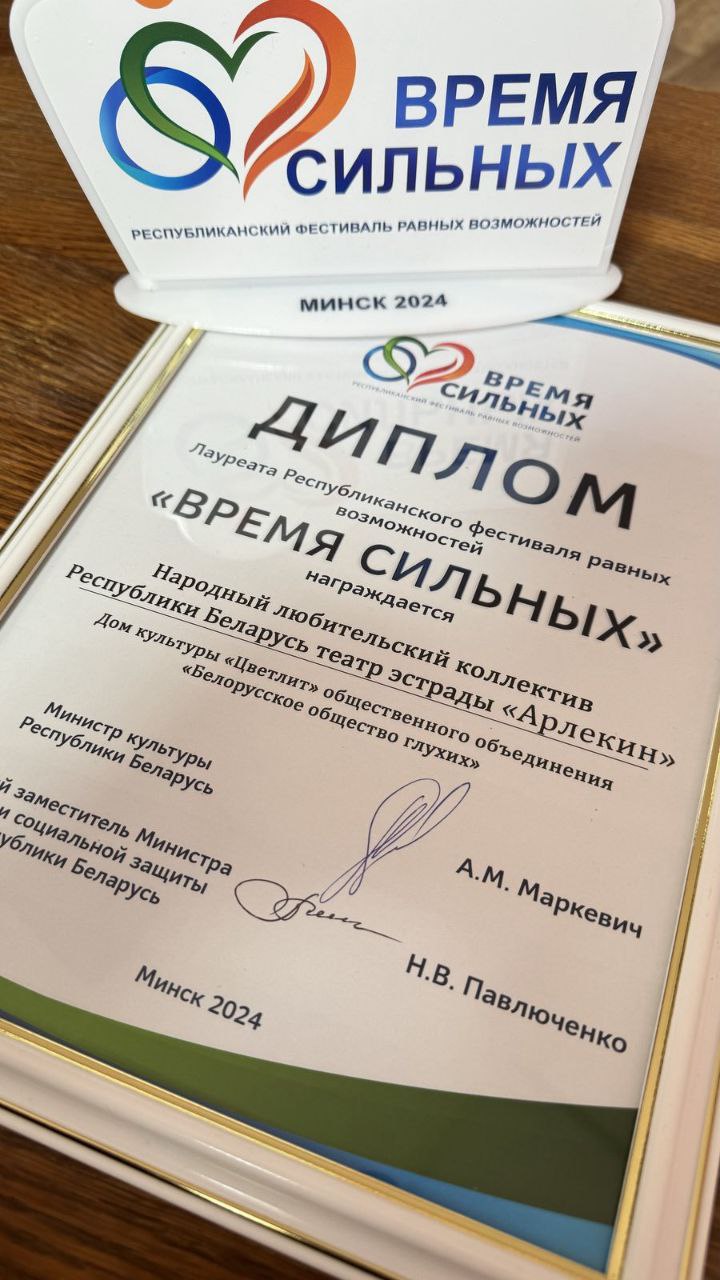 ВРЕМЯ
СИЛЬНЫХ
РЕСПУБЛИКАНСКИЙ ФЕСТИВАЛЬ РАВНЫХ ВОЗМОЖНОСТЕЙ
МИНСК 2024
ВРЕМЯ
СИЛЬНЫХ
РЕСПУБЛИКАНСКИЙ ФЕСТИВАЛЬ РАВНЫХ ВОЗМОЖНОСТЕЙ
ДИПЛОМ
Лауреата Республиканского фестиваля равных
возможностей
«ВРЕМЯ СИЛЬНЫХ»
награждается
Народный любительский коллектив
Республики Беларусь театр эстрады «Арлекин»
Дом культуры «Цветлит» общественного объединения
«Белорусское общество глухих»
Министр культуры
Республики Беларусь
А.М. Маркевич
заместитель Министра
и социальной защиты
Беларусь
Н.В. Павлюченко
Минск 2024